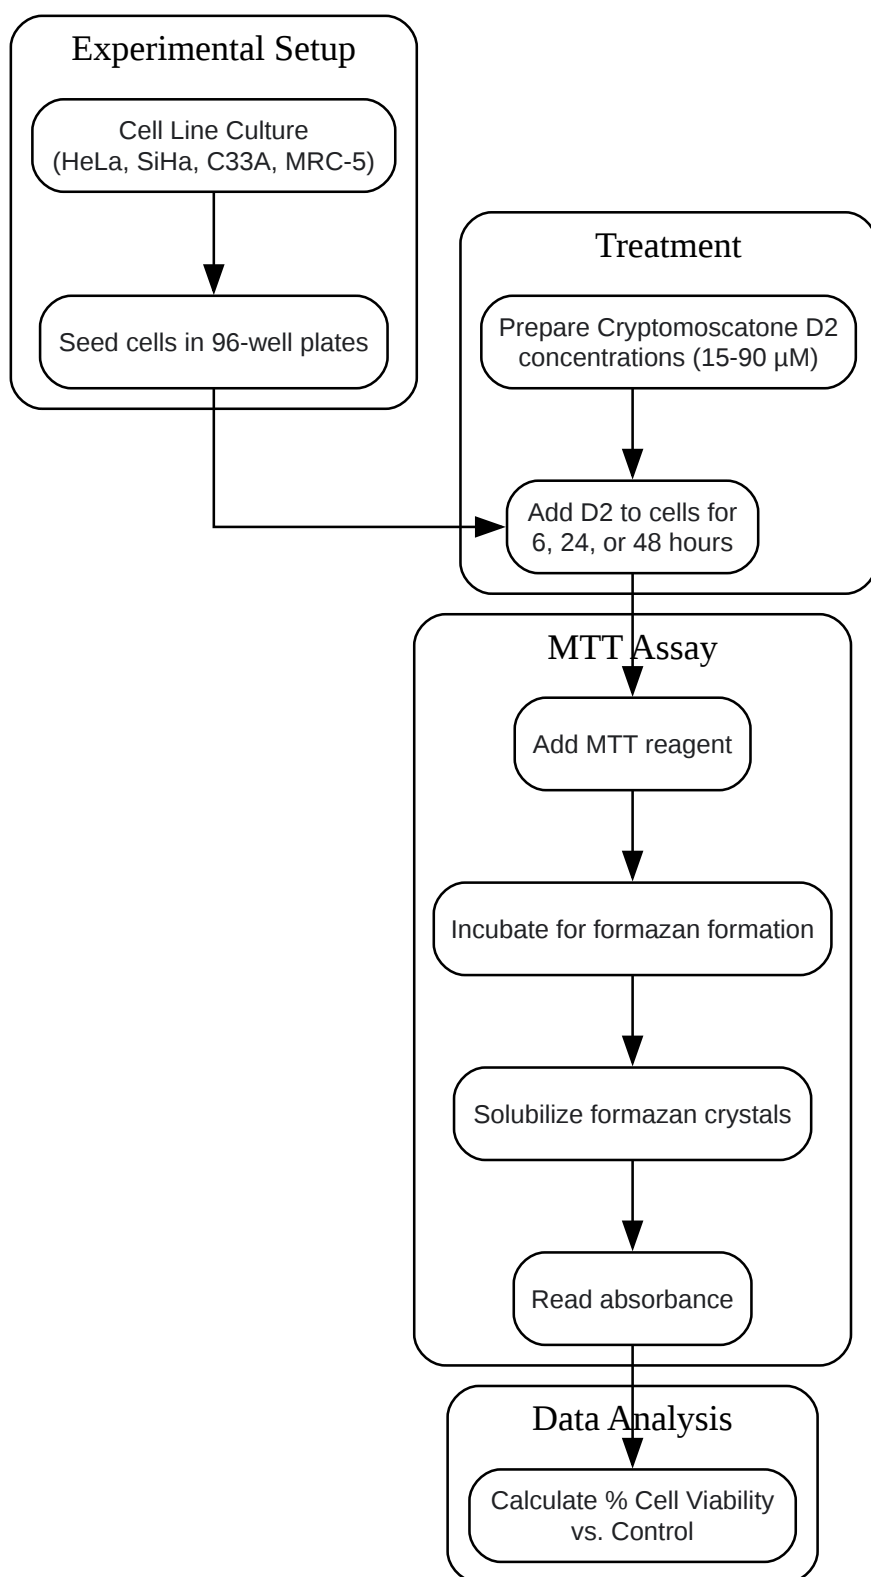 Experimental Setup
Cell Line Culture
(HeLa, SiHa, C33A, MRC-5)
Seed cells in 96-well plates
Treatment
Prepare Cryptomoscatone D2
concentrations (15-90 µM)
Add D2 to cells for
6, 24, or 48 hours
MTT Assay
Add MTT reagent
Incubate for formazan formation
Solubilize formazan crystals
Read absorbance
Data Analysis
Calculate % Cell Viability
vs. Control